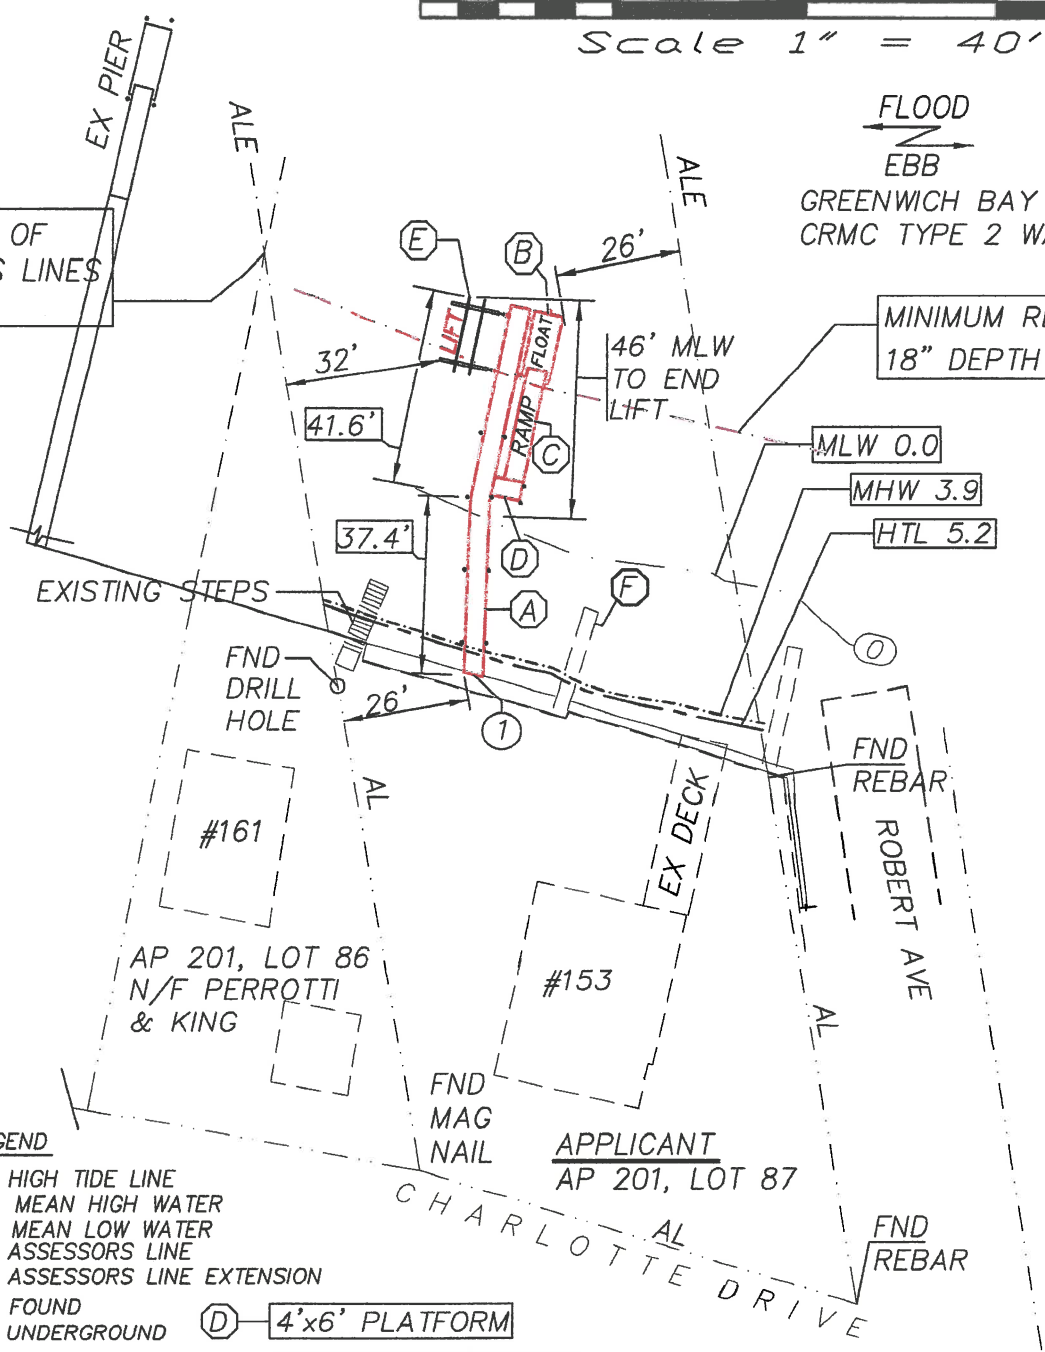 Scale 1" = 40'
EX PIER
ALE
ALE
FLOOD
EBB
GREENWICH BAY
CRMC TYPE 2
OF
LINES
E
B
26'
LIFT
FLOAT
46' MLW
TO END
LIFT
MINIMUM
18" DEPTH
32'
41.6'
RAMP
C
MLW 0.0
MHW 3.9
HTL 5.2
37.4'
D
EXISTING STEPS
A
F
0
FND
DRILL
HOLE
26'
1
FND
REBAR
AL
EX DECK
ROBERT AVE
#161
#153
AP 201, LOT 86
N/F PERROTTI
& KING
AL
FND
MAG
NAIL
APPLICANT
AP 201, LOT 87
CHARLOTTE DRIVE
AL
FND
REBAR
GEND
HIGH TIDE LINE
MEAN HIGH WATER
MEAN LOW WATER
ASSESSORS LINE
ASSESSORS LINE EXTENSION
FOUND
UNDERGROUND
D 4'x6' PLATFORM